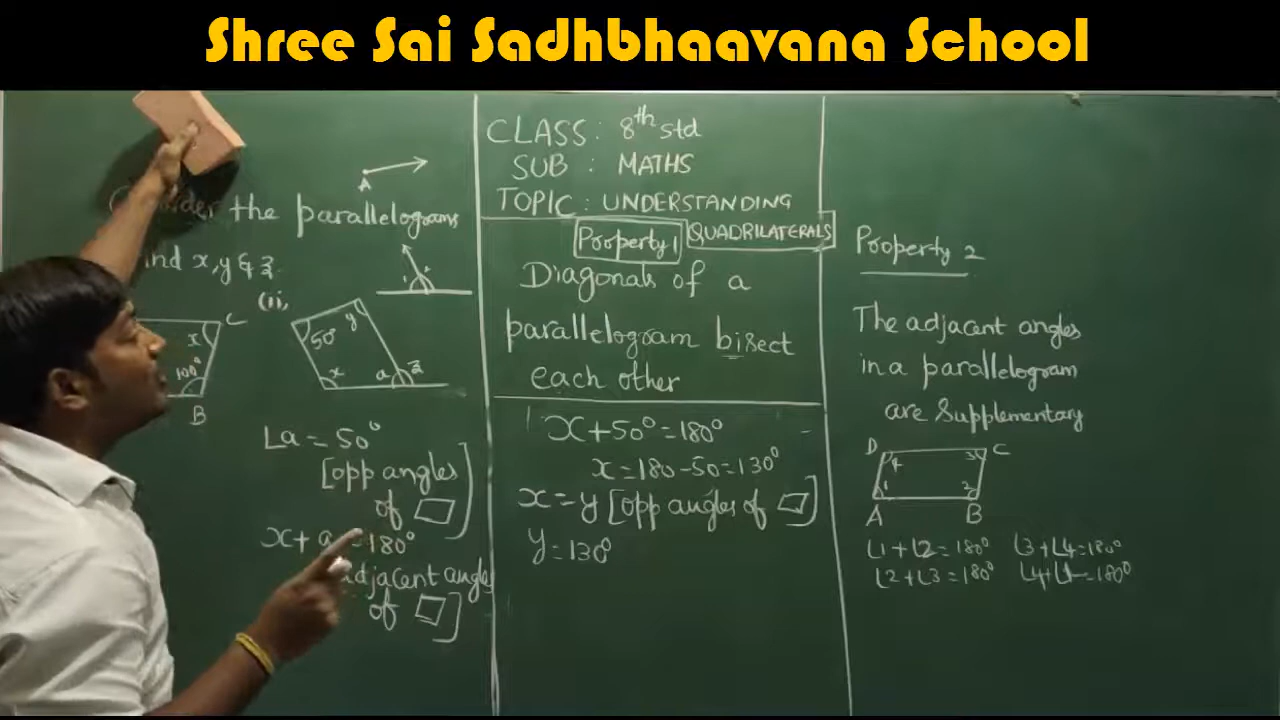 Shree Sai Sadhbhaavana School
A
the parallelograms
ind x, y & z
(ii)
C
x
100°
B
50°
y
x
a
z
∠a = 50°
[opp angles
of ▱]
x + a = 180°
adjacent angles
of ▱]
CLASS : 8th std
SUB : MATHS
TOPIC : UNDERSTANDING
QUADRILATERALS
Property 1
Diagonals of a
parallelogram bisect
each other
x + 50° = 180°
x = 180 - 50 = 130°
x = y [opp angles of ▱]
y = 130°
Property 2
The adjacent angles
in a parallelogram
are Supplementary
D
4
3
C
1
2
A
B
∠1 + ∠2 = 180° ∠3 + ∠4 = 180°
∠2 + ∠3 = 180° ∠4 + ∠1 = 180°